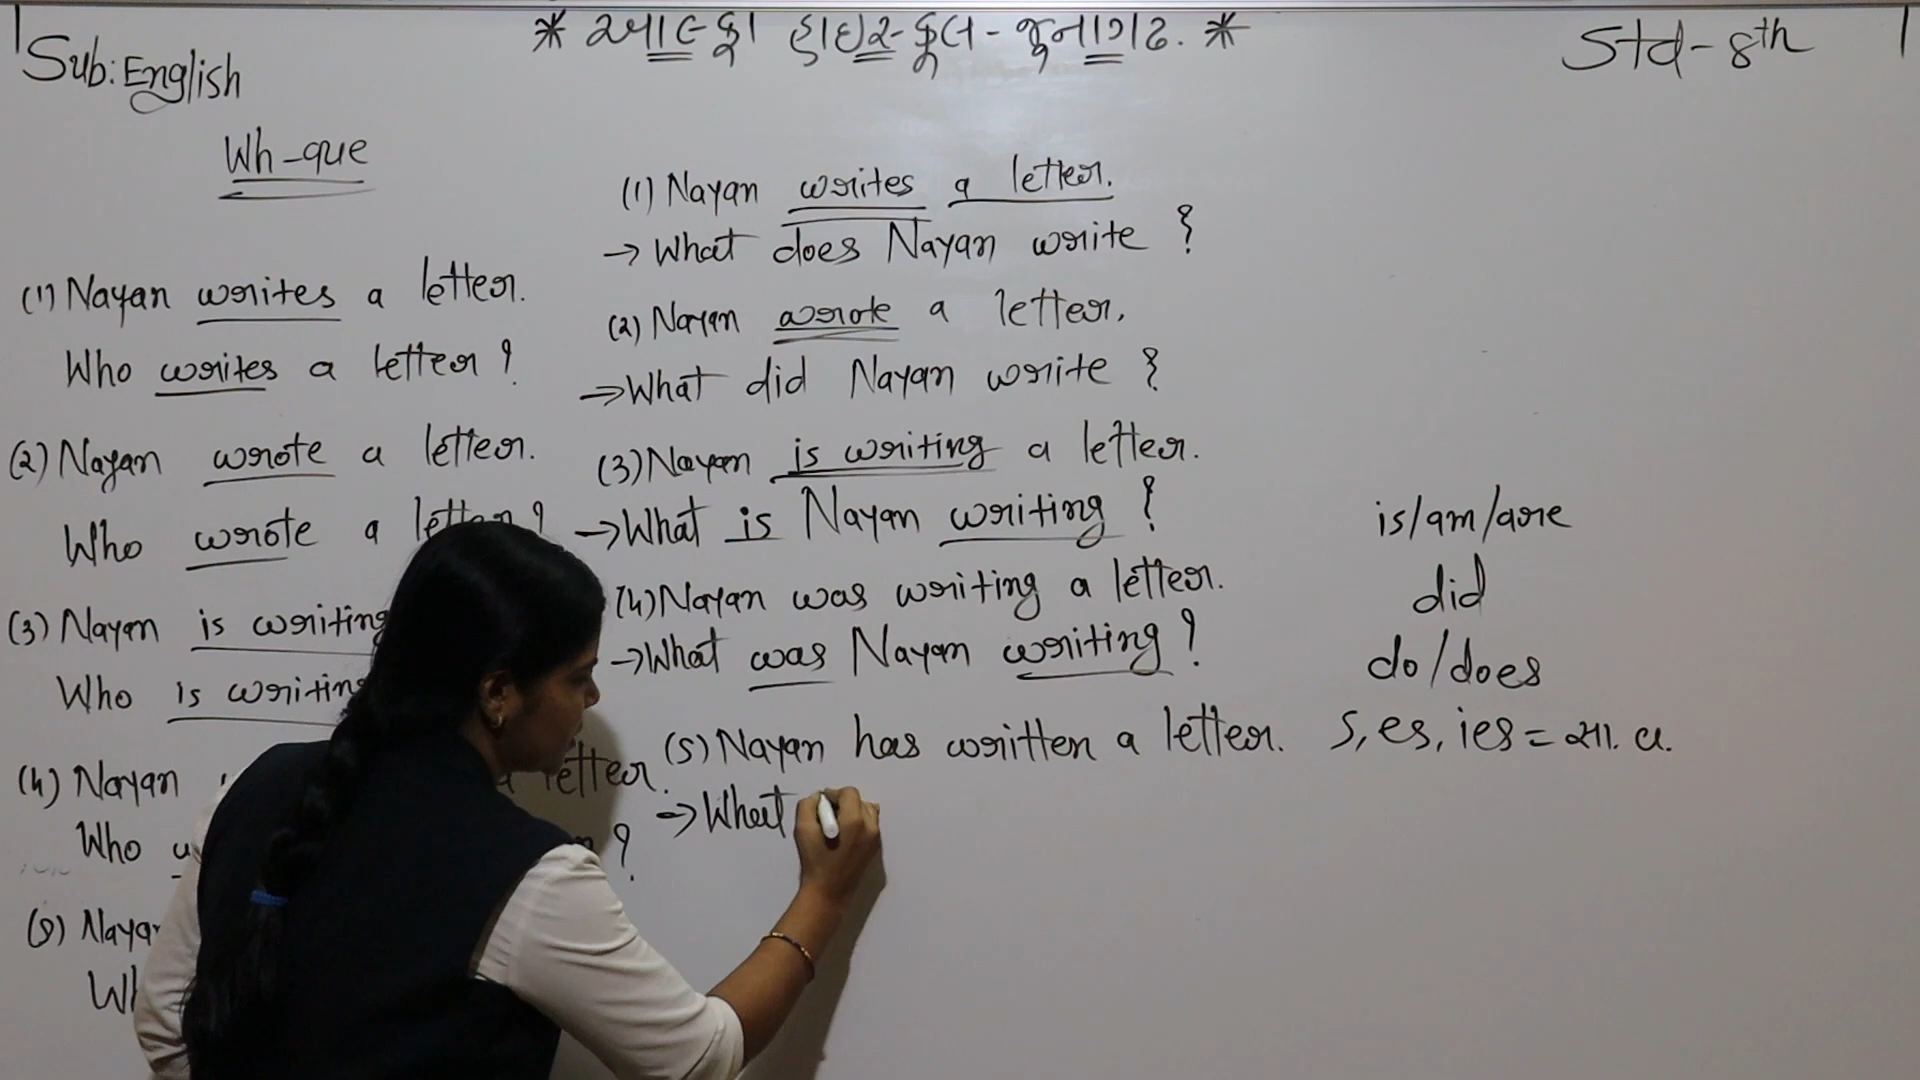 * આલ્ફા હાઇસ્કૂલ - જૂનાગઢ. *
Sub: English
Std - 8th
Wh-que
(1) Nayan writes a letter.
Who writes a letter?
(2) Nayan wrote a letter.
Who wrote a letter?
(3) Nayan is writing
Who is writing
(4) Nayan a letter.
Who ?
(5) Nayan
(1) Nayan writes a letter.
→ What does Nayan write ?
(2) Nayan wrote a letter.
→ What did Nayan write ?
(3) Nayan is writing a letter.
→ What is Nayan writing ?
(4) Nayan was writing a letter.
→ What was Nayan writing ?
(5) Nayan has written a letter.
→ What
is/am/are
did
do/does
s, es, ies = સા. વ.